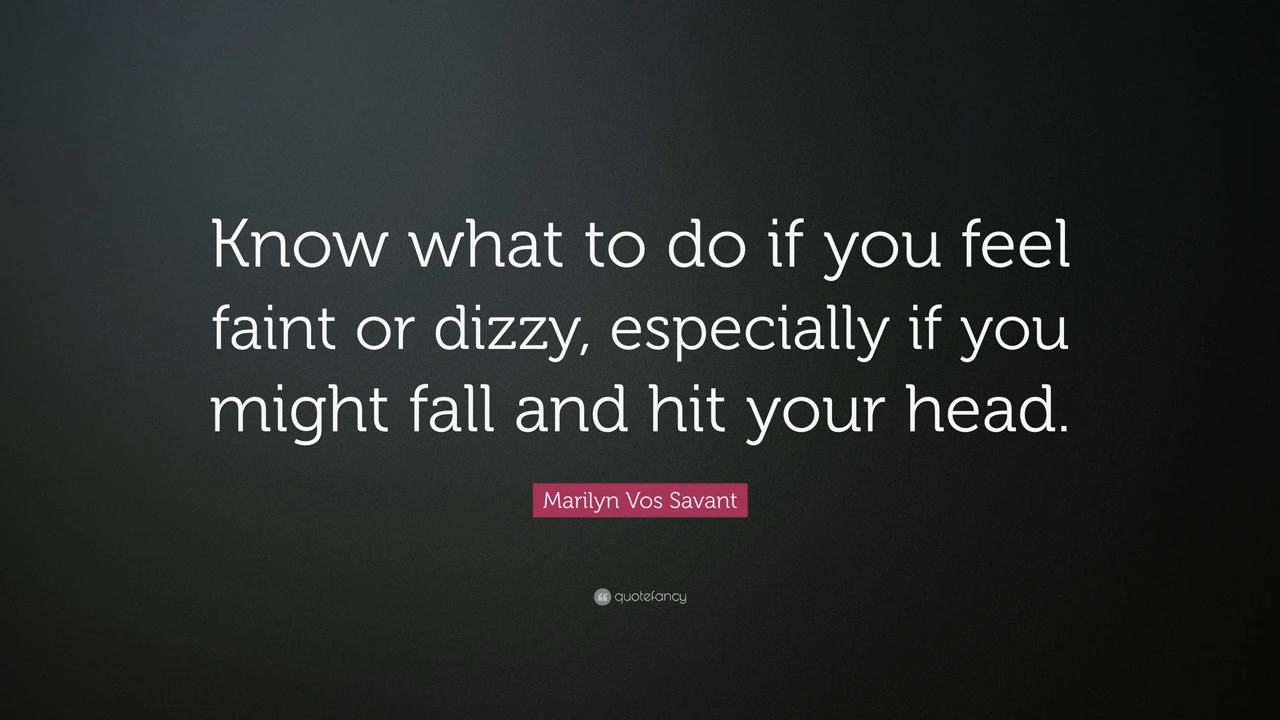 Know what to do if you feel
faint or dizzy, especially if you
might fall and hit your head.
Marilyn Vos Savant
quotefancy